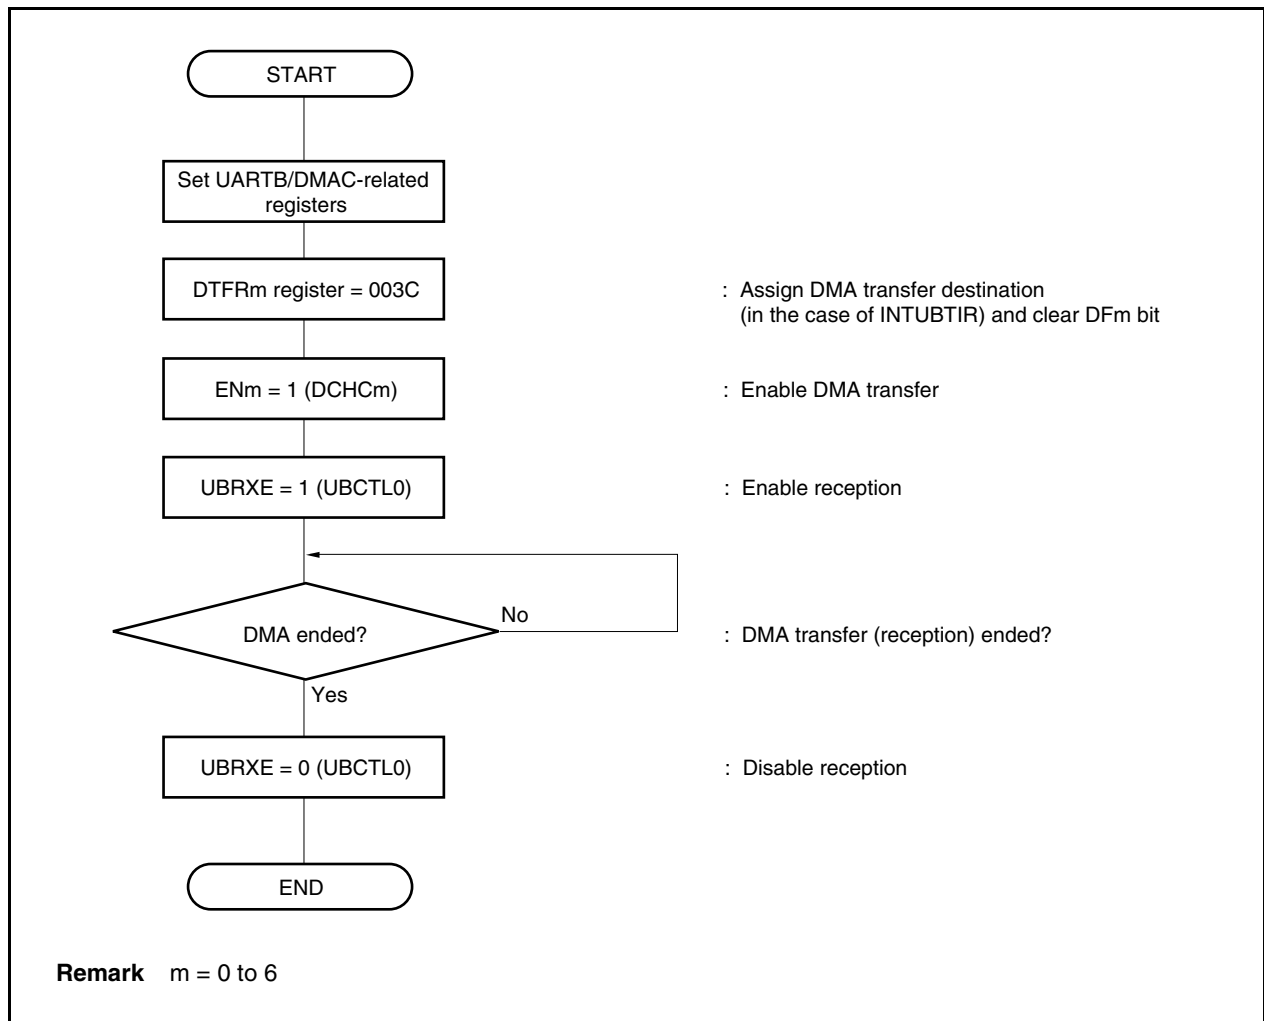 START
Set UARTB/DMAC-related
registers
DTFRm register = 003C
: Assign DMA transfer destination
(in the case of INTUBTIR) and clear DFm bit
ENm = 1 (DCHCm)
: Enable DMA transfer
UBRXE = 1 (UBCTL0)
: Enable reception
No
DMA ended?
: DMA transfer (reception) ended?
Yes
UBRXE = 0 (UBCTL0)
: Disable reception
END
Remark m = 0 to 6